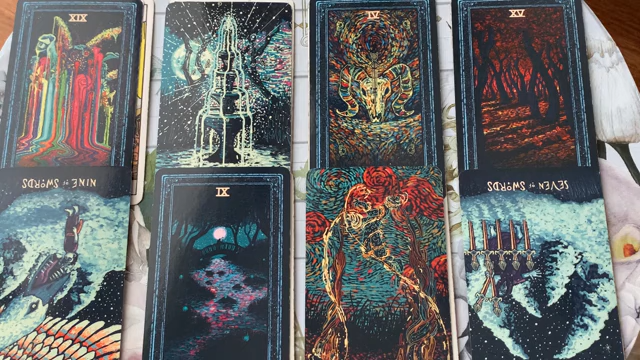 XIX
IV
XV
NINE OF SWORDS
IX
SEVEN OF SWORDS